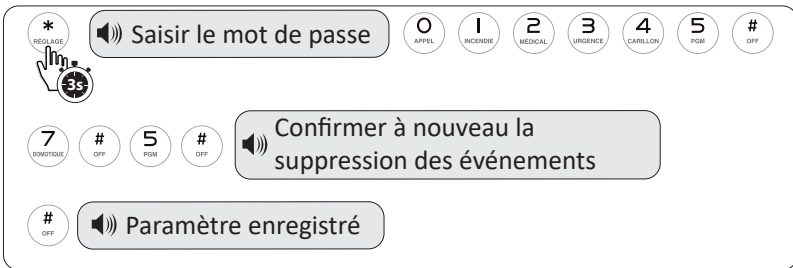 * RÉGLAGE 3s Saisir le mot de passe 0 APPEL 1 INCENDIE 2 MÉDICAL 3 URGENCE 4 CARILLON 5 PGM # OFF
7 DOMOTIQUE # OFF 5 PGM # OFF Confirmer à nouveau la
suppression des événements
# OFF Paramètre enregistré